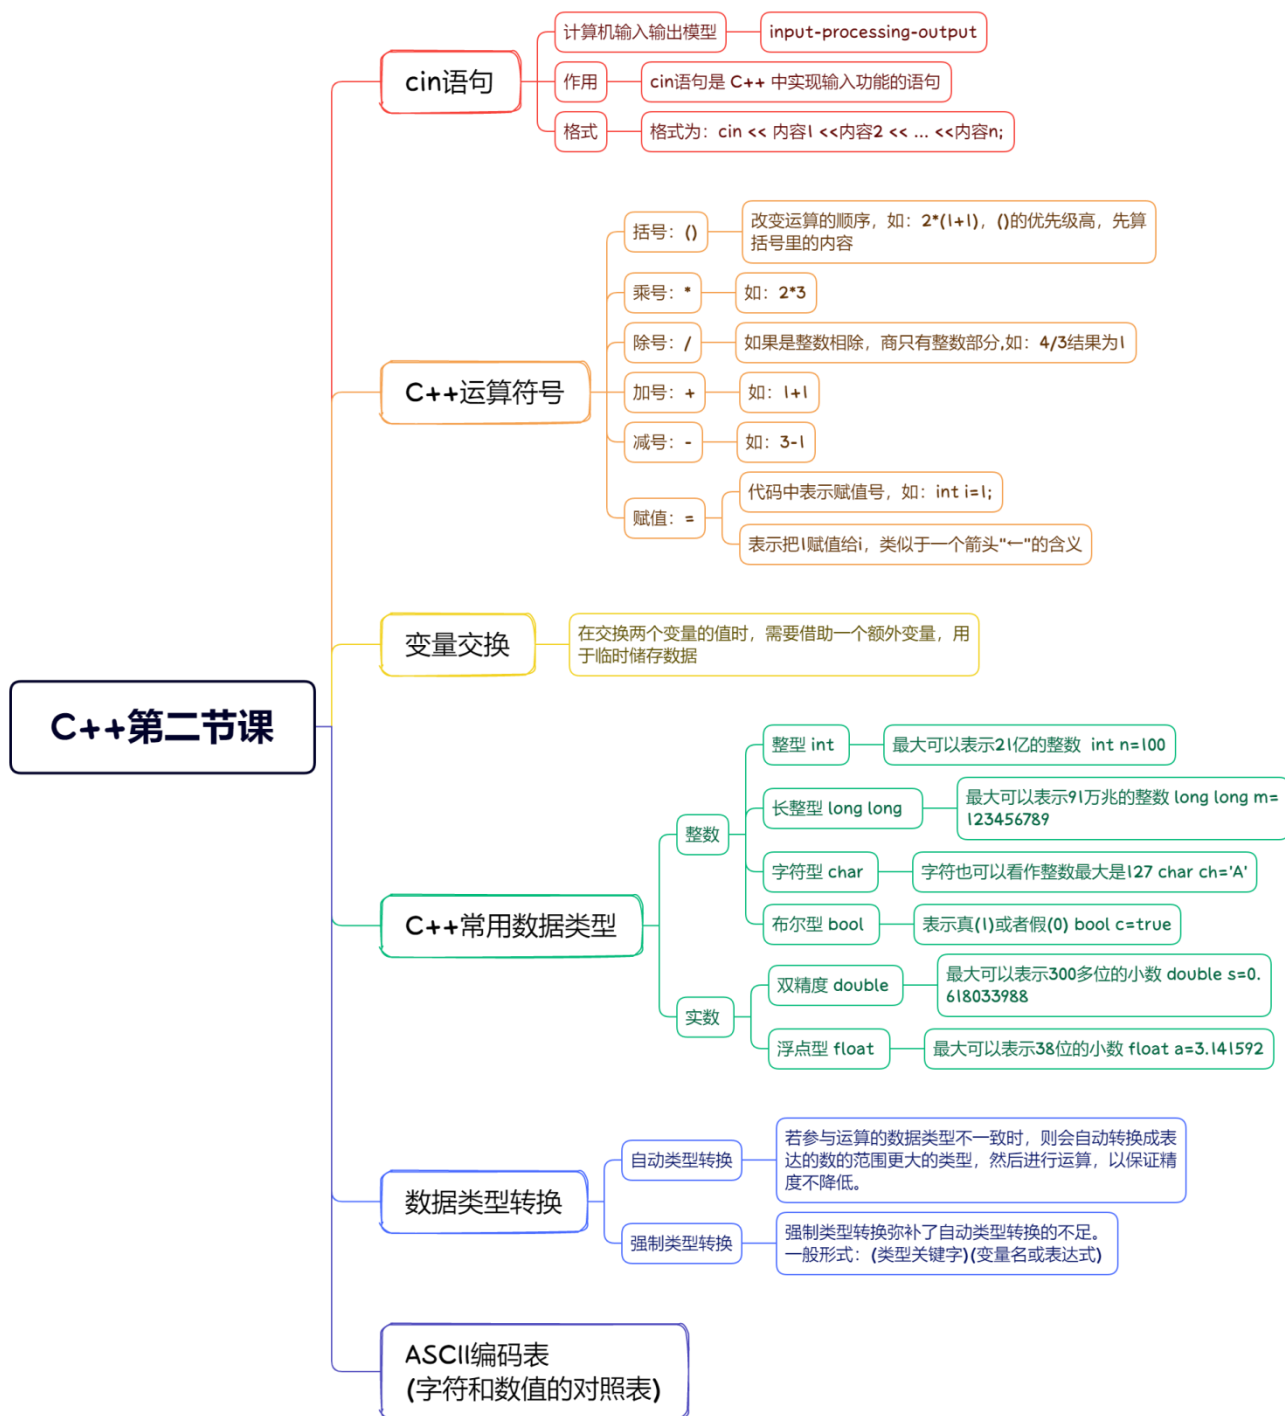 C++第二节课
cin语句
计算机输入输出模型
input-processing-output
作用
cin语句是 C++ 中实现输入功能的语句
格式
格式为：cin << 内容1 <<内容2 << ... <<内容n;
C++运算符号
括号：()
改变运算的顺序，如：2*(1+1)，()的优先级高，先算
括号里的内容
乘号：*
如：2*3
除号：/
如果是整数相除，商只有整数部分,如：4/3结果为1
加号：+
如：1+1
减号：-
如：3-1
赋值：=
代码中表示赋值号，如：int i=1;
表示把1赋值给i，类似于一个箭头"←"的含义
变量交换
在交换两个变量的值时，需要借助一个额外变量，用
于临时储存数据
C++常用数据类型
整数
整型 int
最大可以表示21亿的整数 int n=100
长整型 long long
最大可以表示91万兆的整数 long long m=
123456789
字符型 char
字符也可以看作整数最大是127 char ch='A'
布尔型 bool
表示真(1)或者假(0) bool c=true
实数
双精度 double
最大可以表示300多位的小数 double s=0.
618033988
浮点型 float
最大可以表示38位的小数 float a=3.141592
数据类型转换
自动类型转换
若参与运算的数据类型不一致时，则会自动转换成表
达的数的范围更大的类型，然后进行运算，以保证精
度不降低。
强制类型转换
强制类型转换弥补了自动类型转换的不足。
一般形式：(类型关键字)(变量名或表达式)
ASCII编码表
(字符和数值的对照表)